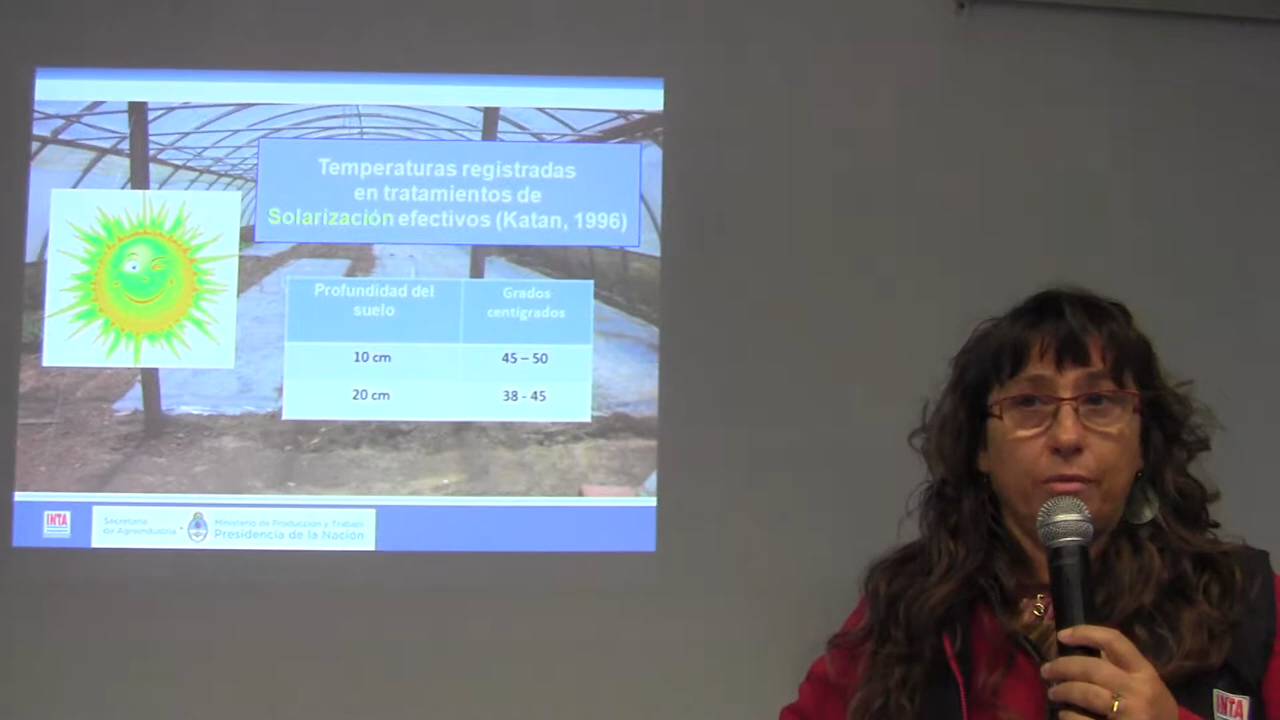 Temperaturas registradas
en tratamientos de
Solarización efectivos (Katan, 1996)
Profundidad del
suelo
Grados
centígrados
10 cm
45 – 50
20 cm
38 - 45
INTA
Secretaría
de Agroindustria
Ministerio de Producción y Trabajo
Presidencia de la Nación
INTA